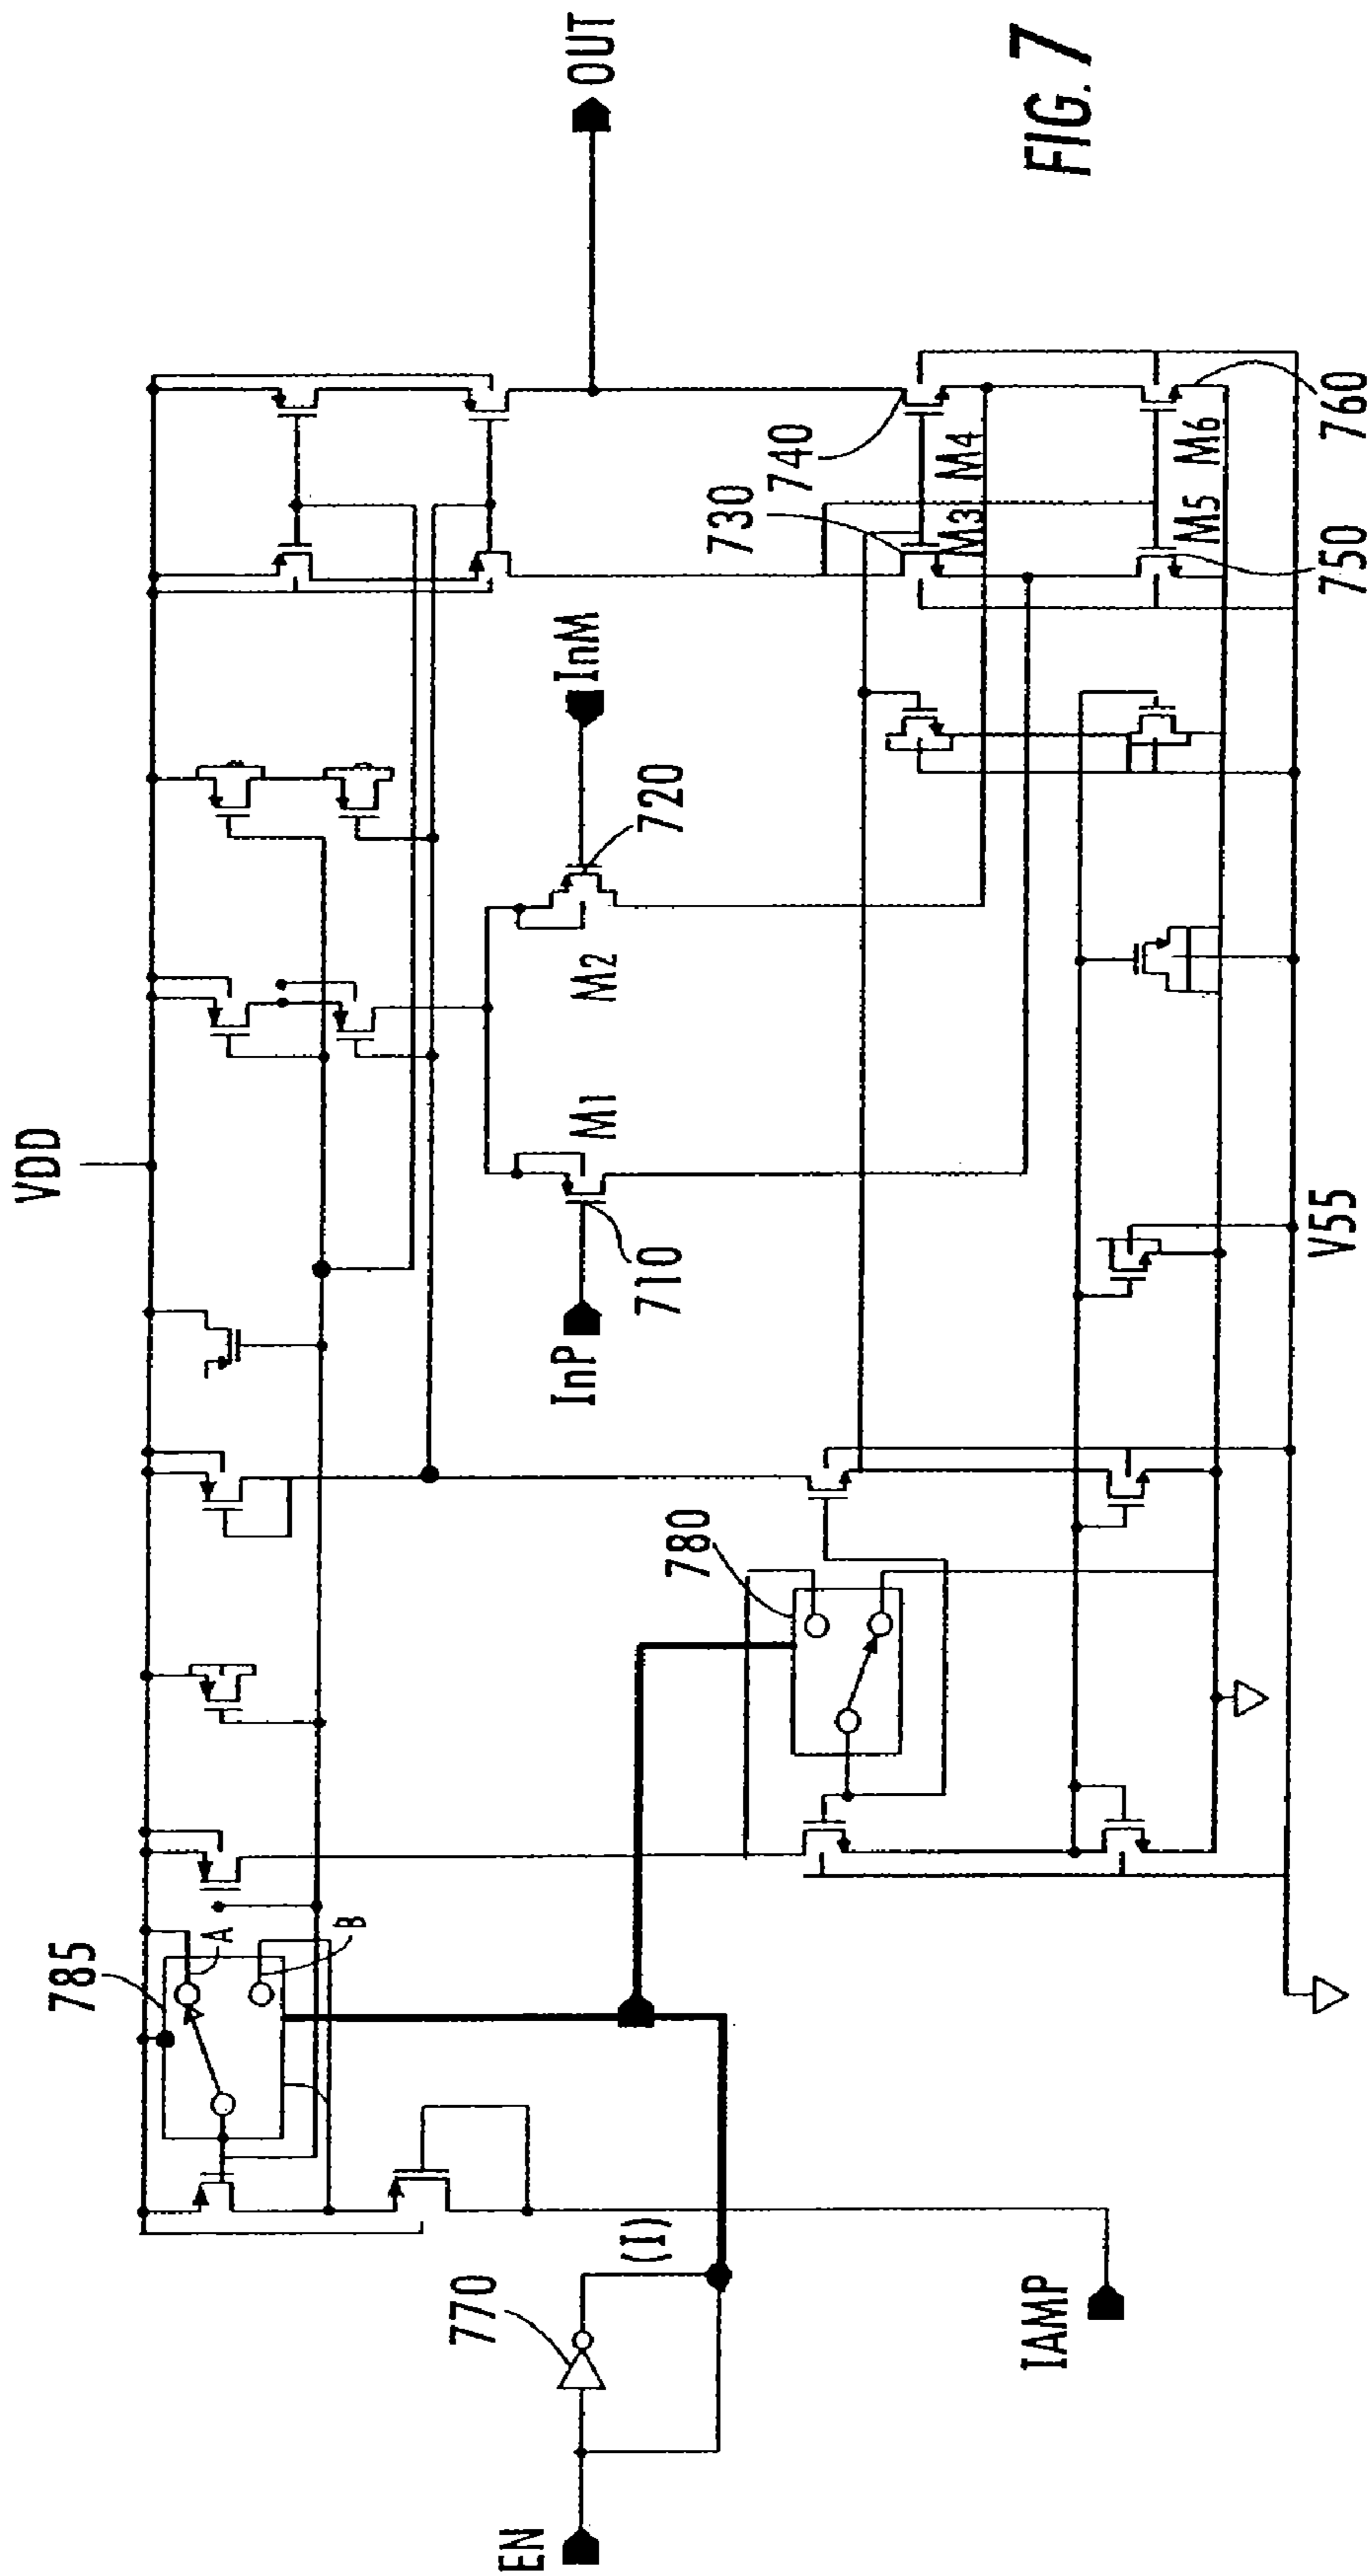 VDD
785
A
B
OUT
InP
710
M1
M2
720
InM
730
740
M3
M4
M5
M6
750
760
780
770
(I)
EN
IAMP
V55
FIG. 7